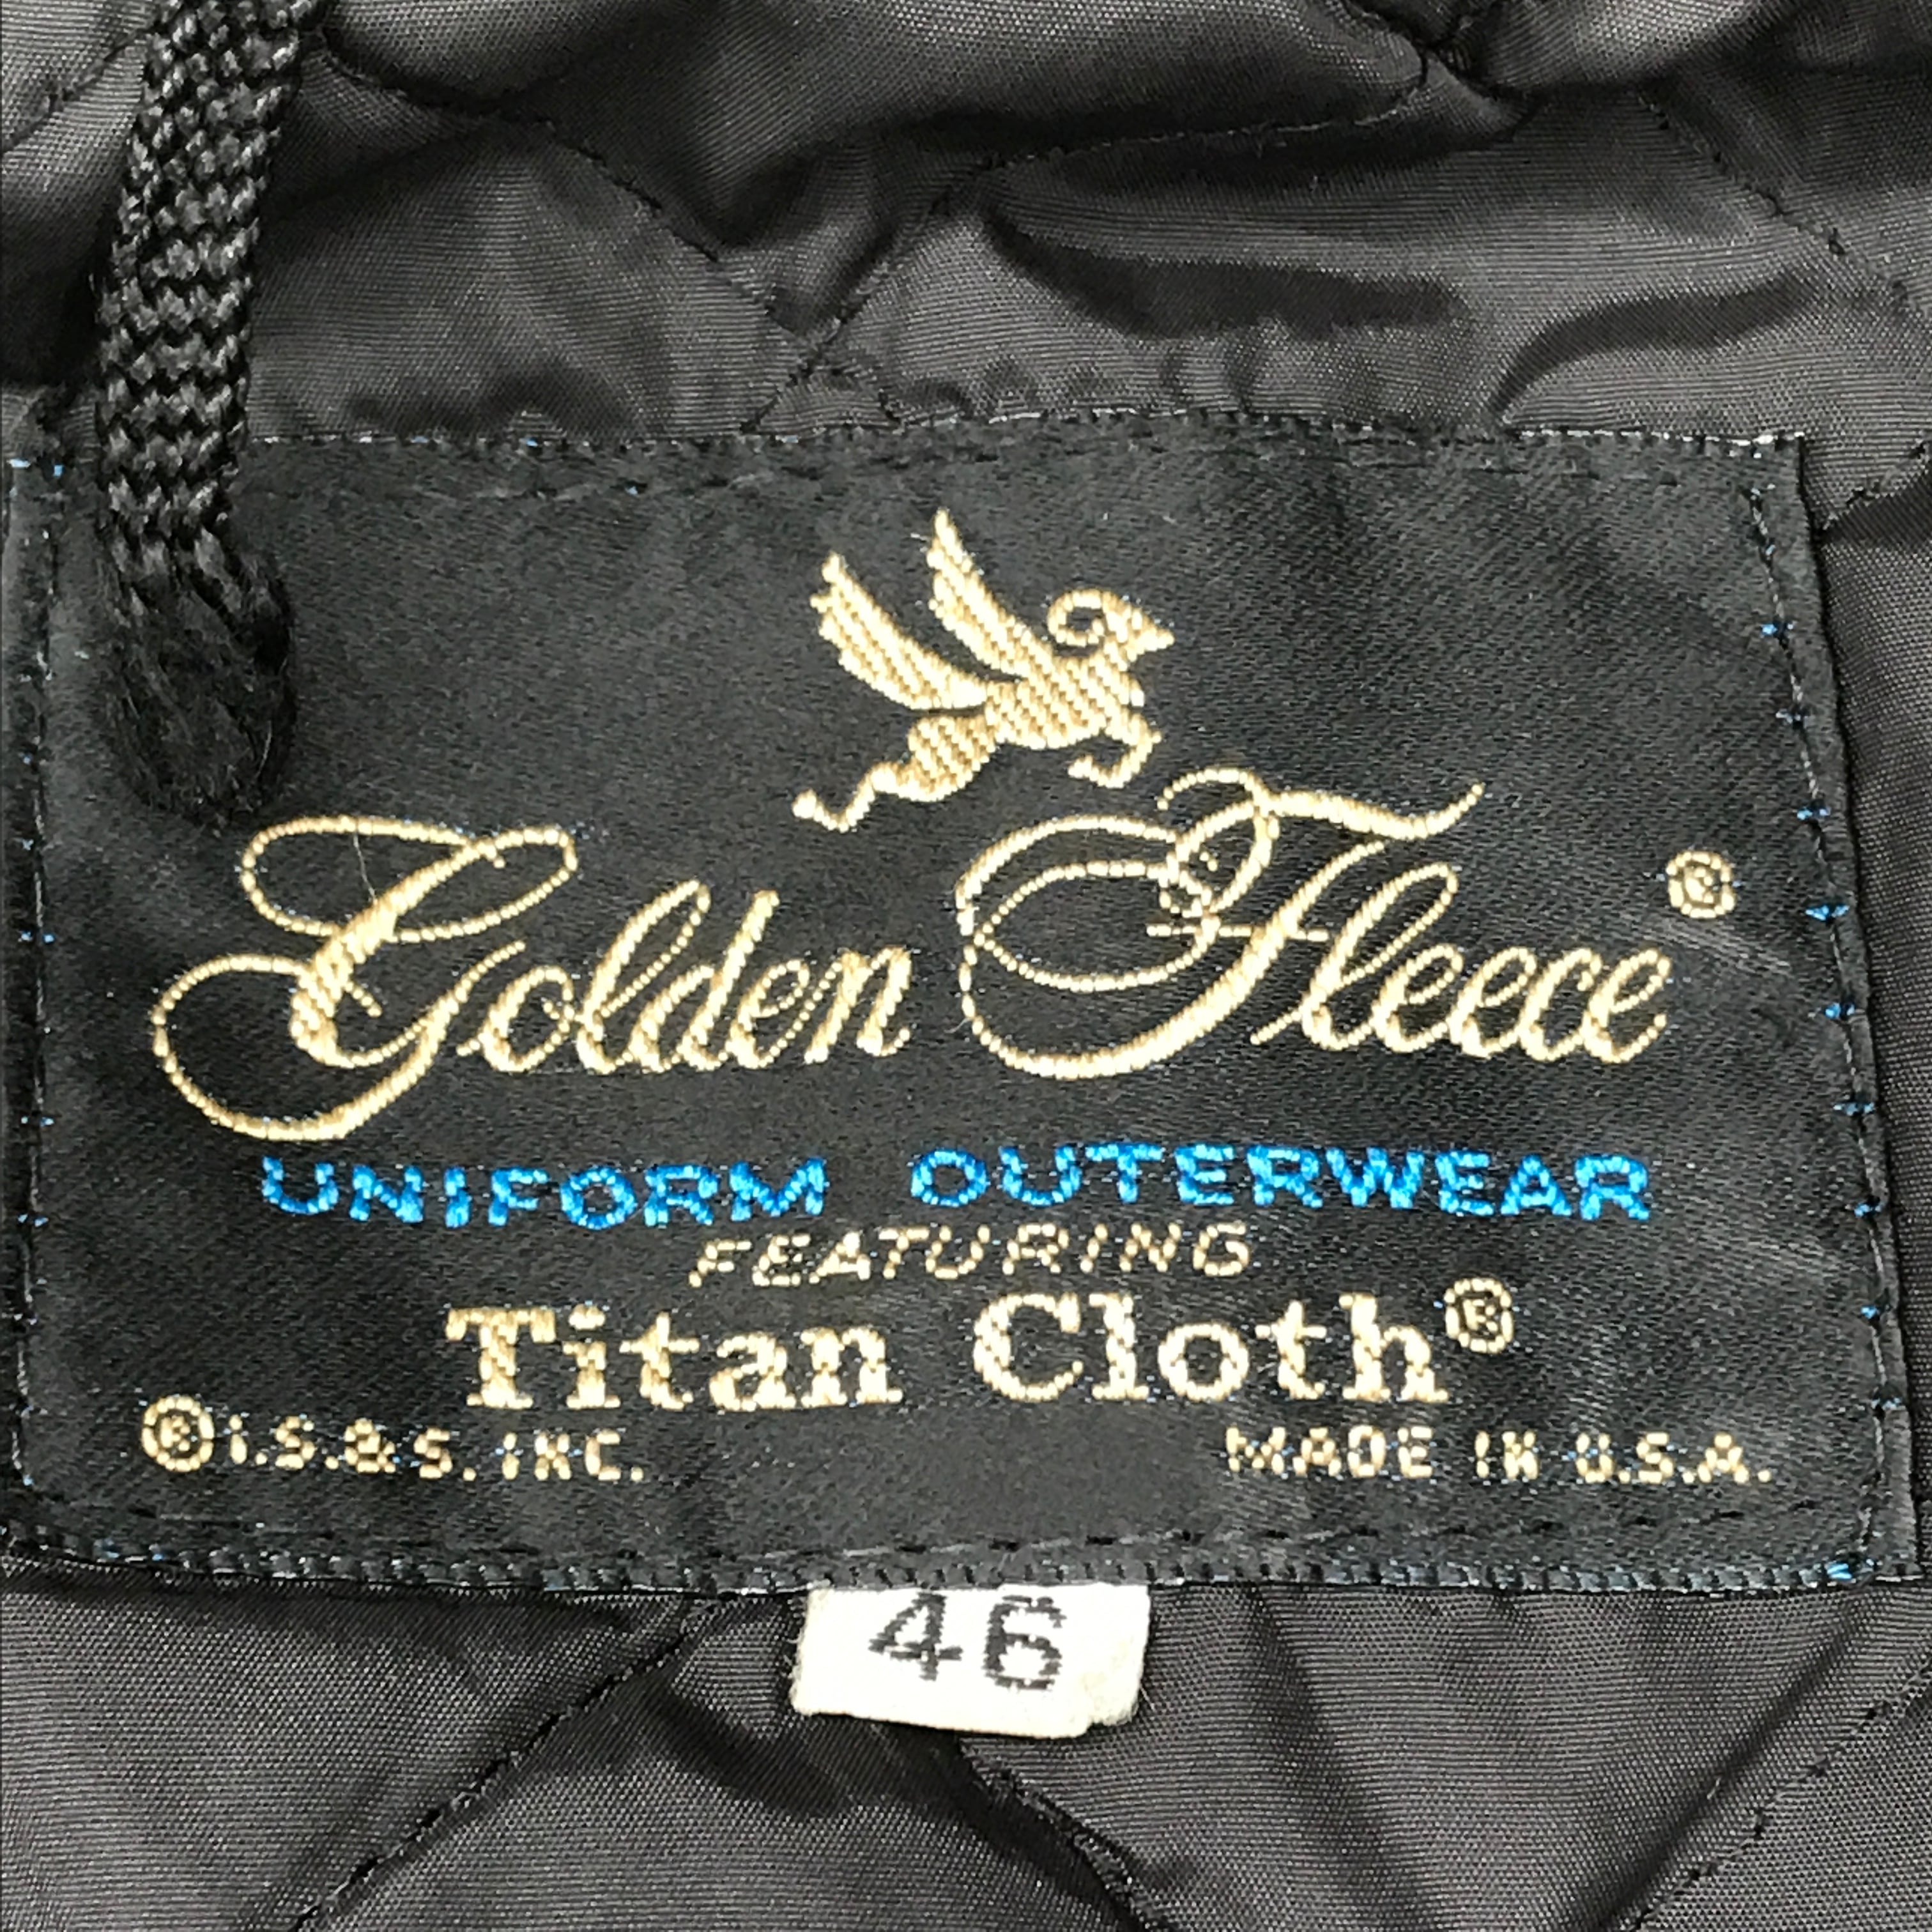 Golden Fleece®
UNIFORM OUTERWEAR
FEATURING
Titan Cloth®
®I.S.&S. INC. MADE IN U.S.A.
46